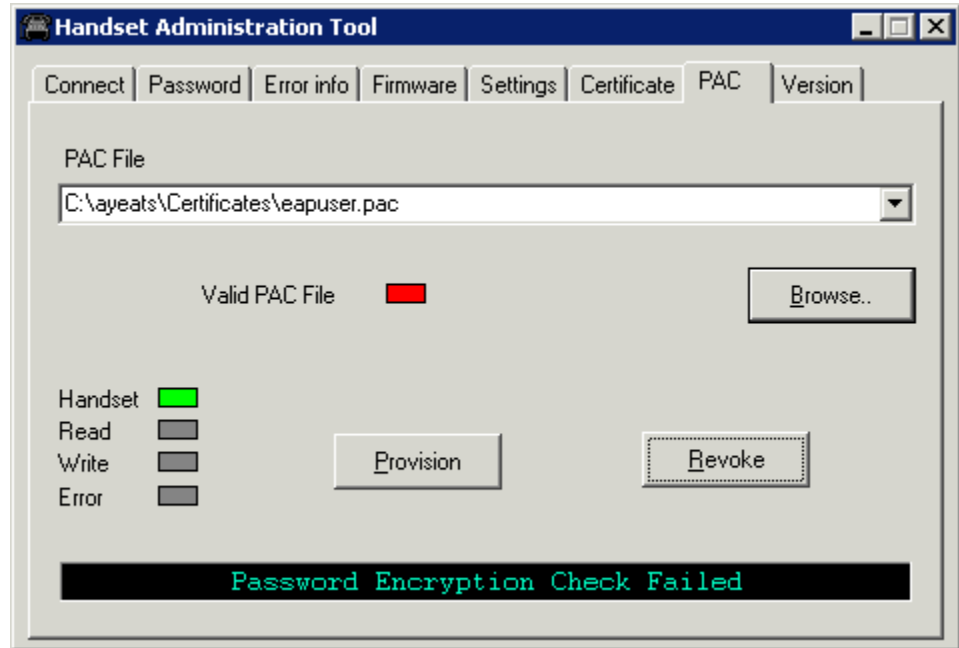 Handset Administration Tool
Connect Password Error info Firmware Settings Certificate PAC Version
PAC File
C:\ayeats\Certificates\eapuser.pac
Valid PAC File Browse..
Handset
Read
Write Provision Revoke
Error
Password Encryption Check Failed